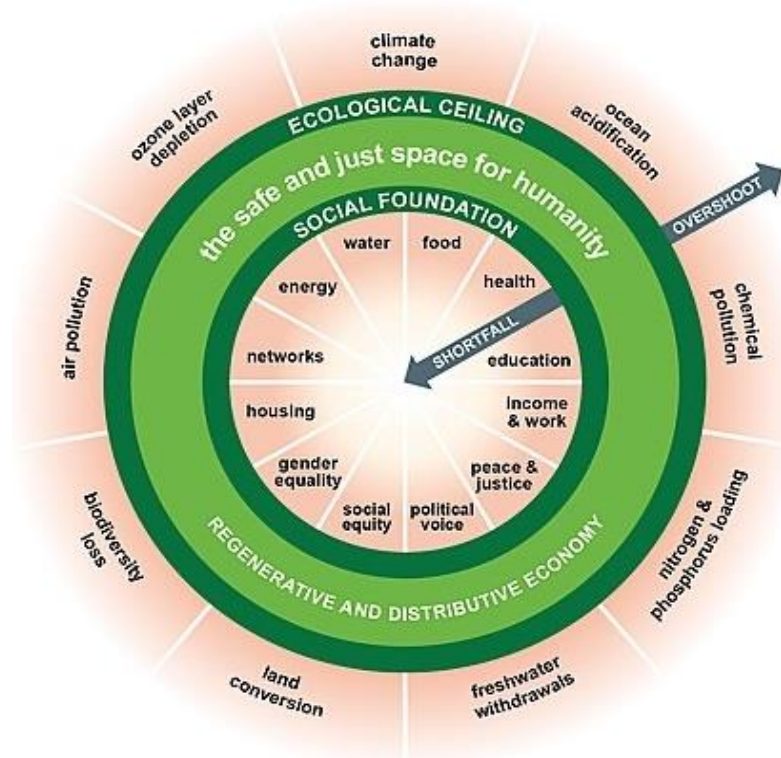 climate
change
ocean
acidification
chemical
pollution
nitrogen &
phosphorus loading
freshwater
withdrawals
land
conversion
biodiversity
loss
air pollution
ozone layer
depletion
OVERSHOOT
ECOLOGICAL CEILING
the safe and just space for humanity
SOCIAL FOUNDATION
water
food
health
SHORTFALL
education
income
& work
peace &
justice
political
voice
social
equity
gender
equality
housing
networks
energy
REGENERATIVE AND DISTRIBUTIVE ECONOMY